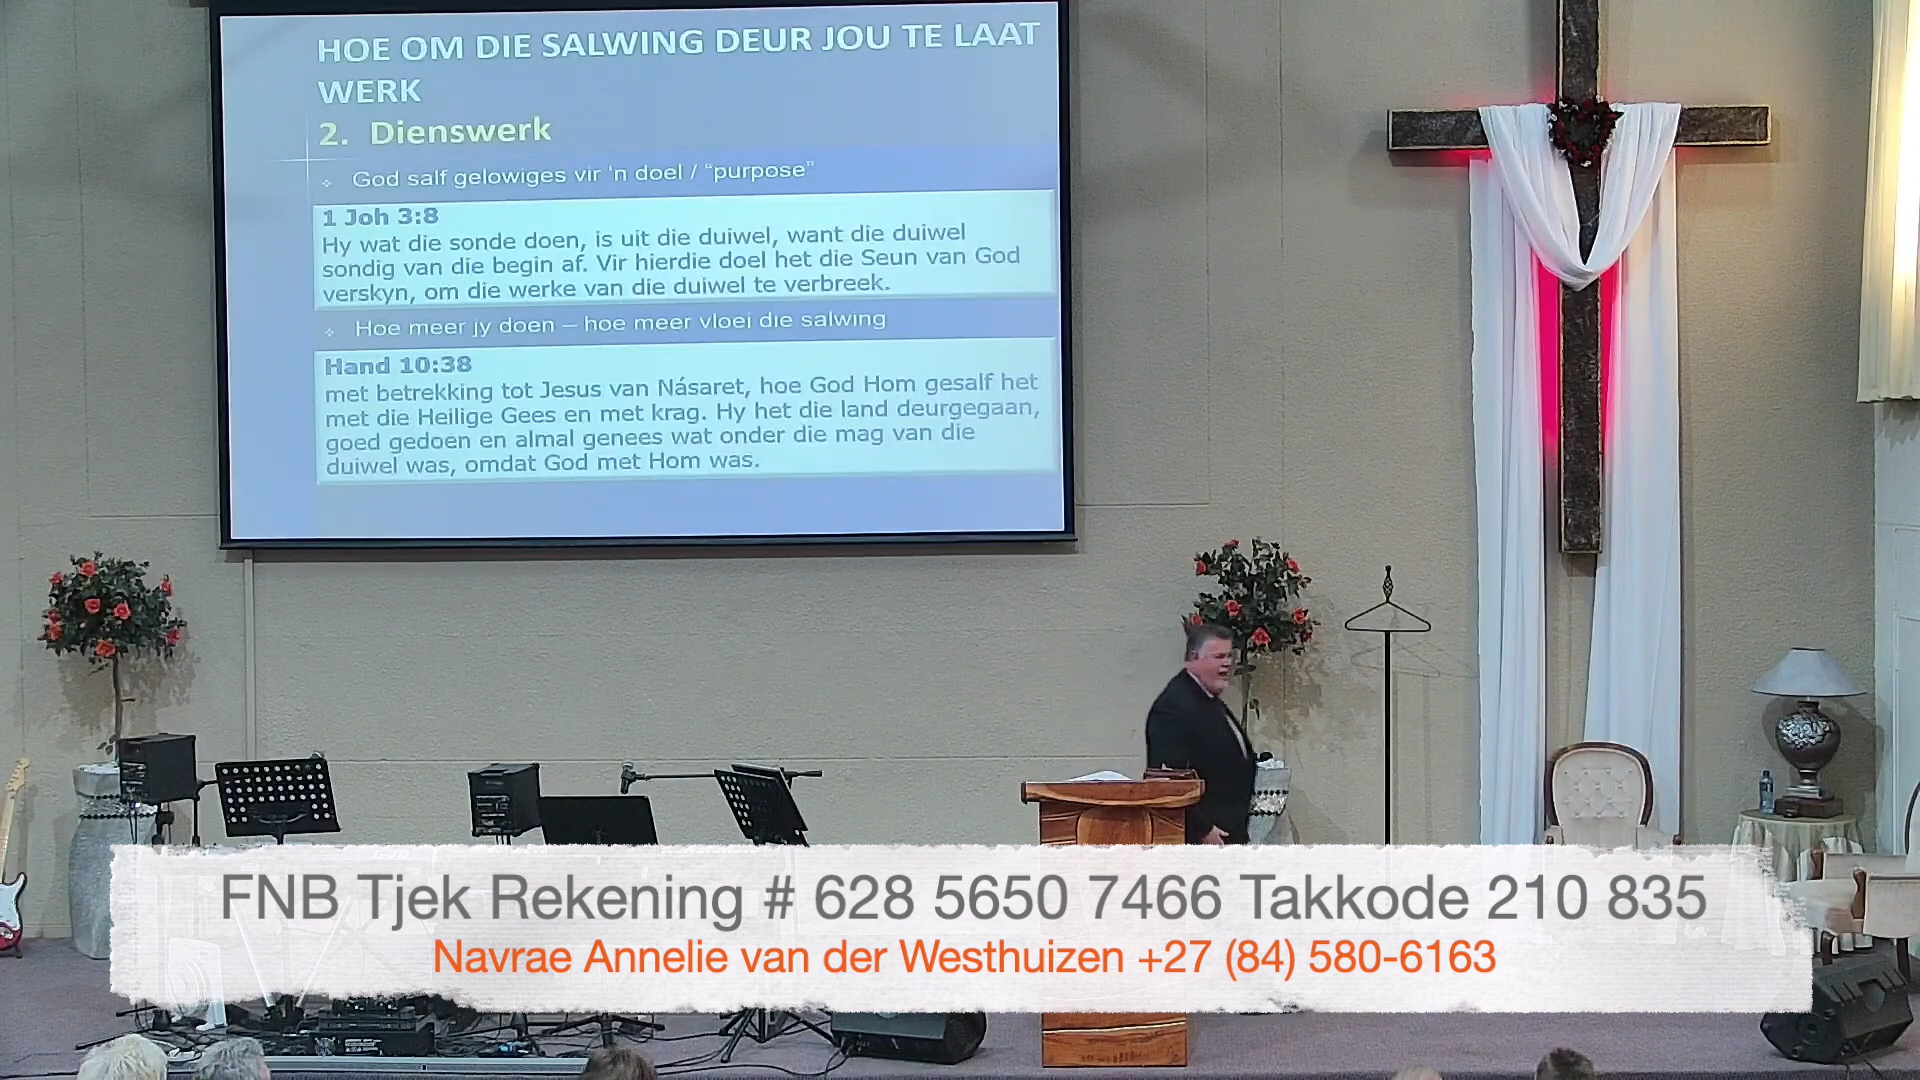 HOE OM DIE SALWING DEUR JOU TE LAAT
WERK
2. Dienswerk
God salf gelowiges vir 'n doel / “purpose”
1 Joh 3:8
Hy wat die sonde doen, is uit die duiwel, want die duiwel
sondig van die begin af. Vir hierdie doel het die Seun van God
verskyn, om die werke van die duiwel te verbreek.
Hoe meer jy doen – hoe meer vloei die salwing
Hand 10:38
met betrekking tot Jesus van Násaret, hoe God Hom gesalf het
met die Heilige Gees en met krag. Hy het die land deurgegaan,
goed gedoen en almal genees wat onder die mag van die
duiwel was, omdat God met Hom was.
FNB Tjek Rekening # 628 5650 7466 Takkode 210 835
Navrae Annelie van der Westhuizen +27 (84) 580-6163